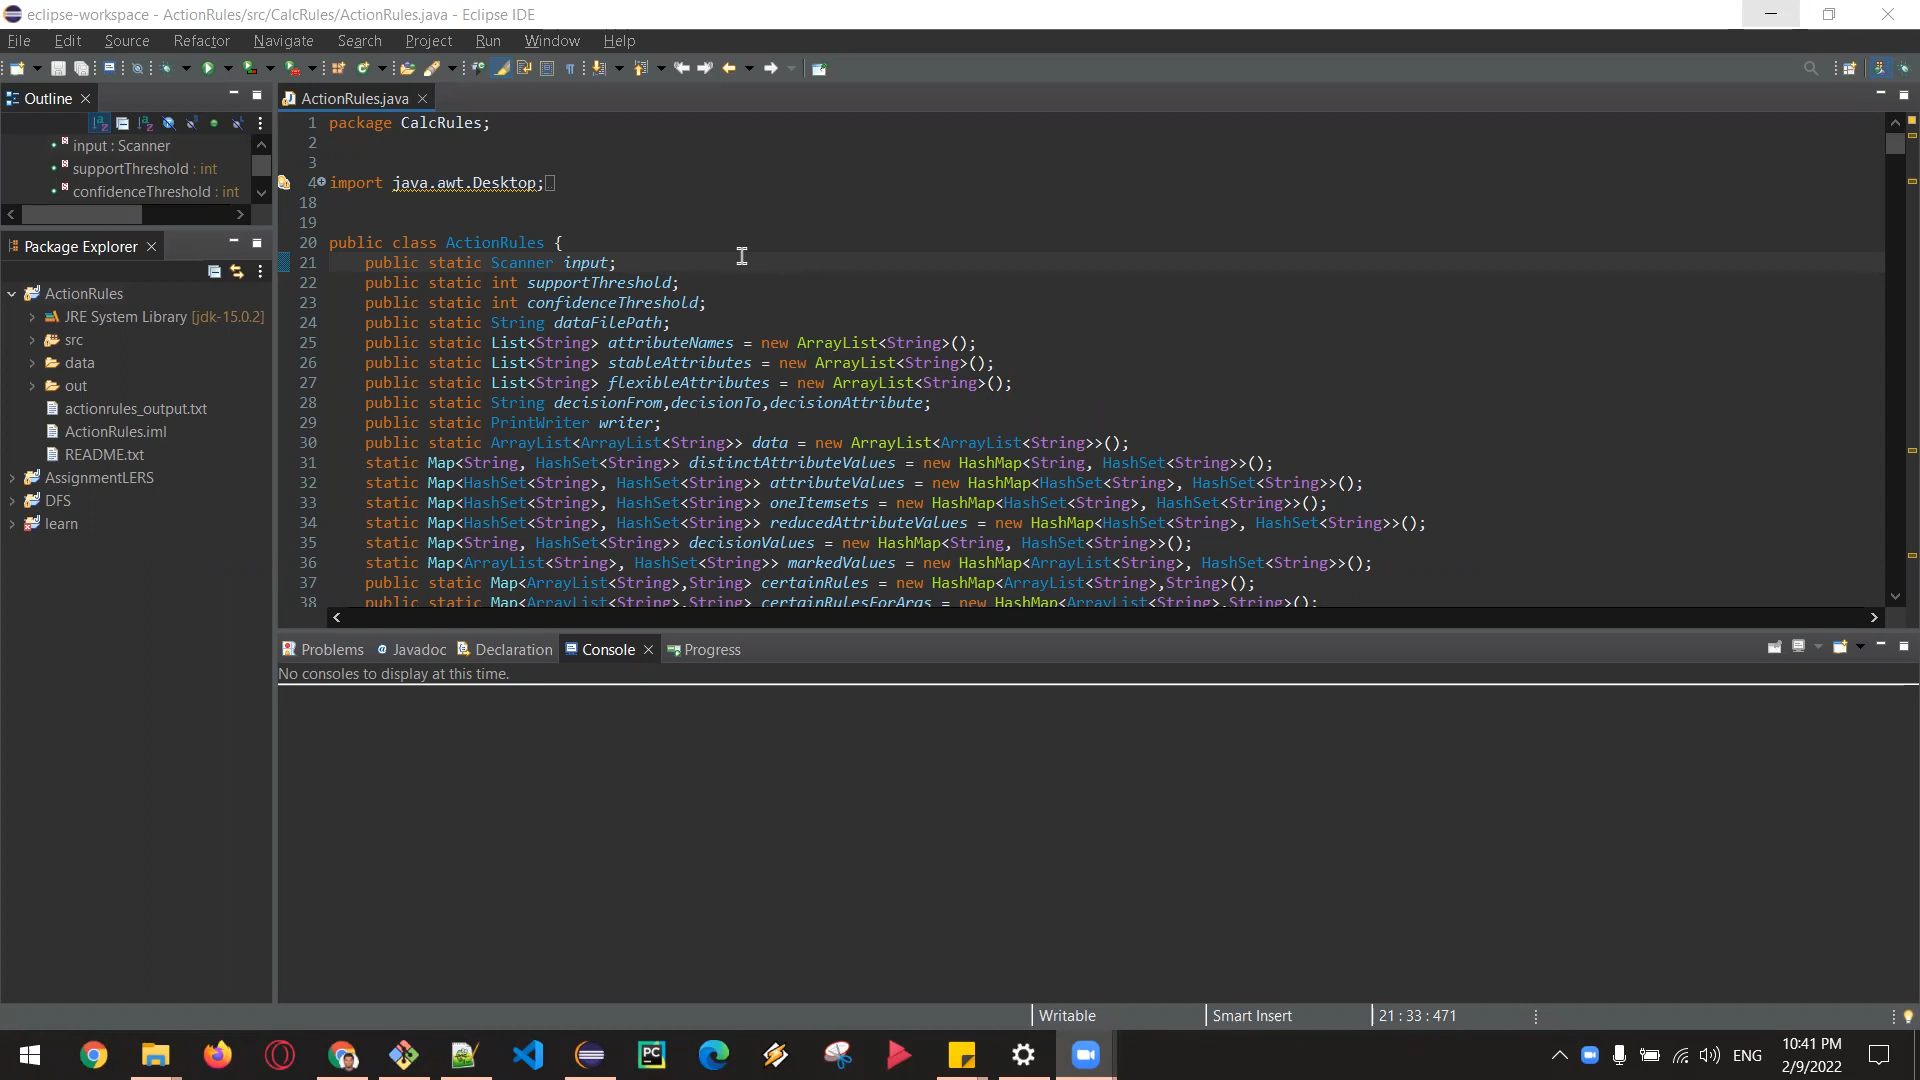 eclipse-workspace - ActionRules/src/CalcRules/ActionRules.java - Eclipse IDE
File Edit Source Refactor Navigate Search Project Run Window Help
Outline
input : Scanner
supportThreshold : int
confidenceThreshold : int
Package Explorer
ActionRules
JRE System Library [jdk-15.0.2]
src
data
out
actionrules_output.txt
ActionRules.iml
README.txt
AssignmentLERS
DFS
learn
ActionRules.java
1 package CalcRules;
2
3
4 import java.awt.Desktop;
18
19
20 public class ActionRules {
21 public static Scanner input;
22 public static int supportThreshold;
23 public static int confidenceThreshold;
24 public static String dataFilePath;
25 public static List<String> attributeNames = new ArrayList<String>();
26 public static List<String> stableAttributes = new ArrayList<String>();
27 public static List<String> flexibleAttributes = new ArrayList<String>();
28 public static String decisionFrom,decisionTo,decisionAttribute;
29 public static PrintWriter writer;
30 public static ArrayList<ArrayList<String>> data = new ArrayList<ArrayList<String>>();
31 static Map<String, HashSet<String>> distinctAttributeValues = new HashMap<String, HashSet<String>>();
32 static Map<HashSet<String>, HashSet<String>> attributeValues = new HashMap<HashSet<String>, HashSet<String>>();
33 static Map<HashSet<String>, HashSet<String>> oneItemsets = new HashMap<HashSet<String>, HashSet<String>>();
34 static Map<HashSet<String>, HashSet<String>> reducedAttributeValues = new HashMap<HashSet<String>, HashSet<String>>();
35 static Map<String, HashSet<String>> decisionValues = new HashMap<String, HashSet<String>>();
36 static Map<ArrayList<String>, HashSet<String>> markedValues = new HashMap<ArrayList<String>, HashSet<String>>();
37 public static Map<ArrayList<String>,String> certainRules = new HashMap<ArrayList<String>,String>();
38 public static Map<ArrayList<String>,String> certainRulesForArgs = new HashMap<ArrayList<String>,String>();
Problems Javadoc Declaration Console Progress
No consoles to display at this time.
Writable Smart Insert 21 : 33 : 471
ENG
10:41 PM
2/9/2022